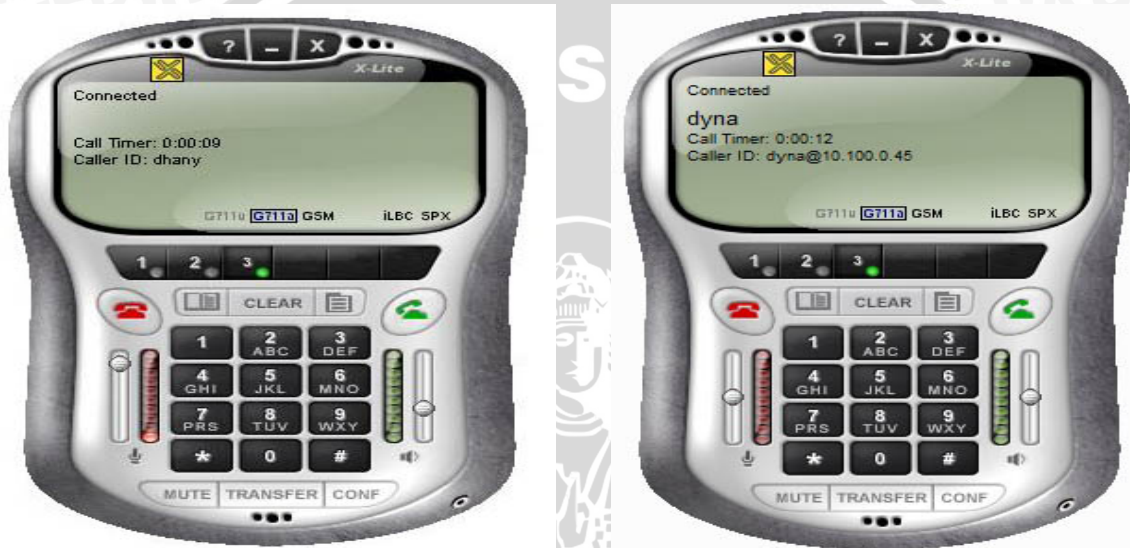 ? – X
X-Lite
Connected
Call Timer: 0:00:09
Caller ID: dhany
G711u G711a GSM iLBC SPX
1 2 3
CLEAR
1 2 3
ABC DEF
4 5 6
GHI JKL MNO
7 8 9
PRS TUV WXY
* 0 #
MUTE TRANSFER CONF
S
? – X
X-Lite
Connected
dyna
Call Timer: 0:00:12
Caller ID: dyna@10.100.0.45
G711u G711a GSM iLBC SPX
1 2 3
CLEAR
1 2 3
ABC DEF
4 5 6
GHI JKL MNO
7 8 9
PRS TUV WXY
* 0 #
MUTE TRANSFER CONF